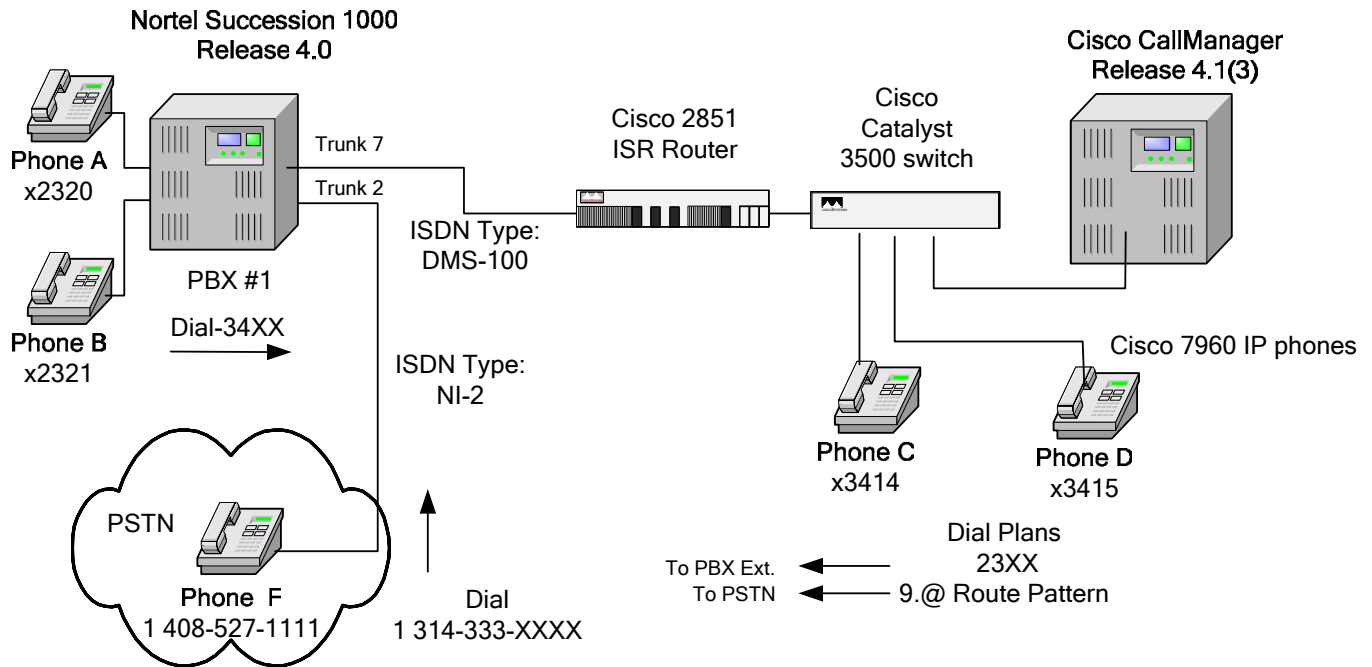 Nortel Succession 1000
Release 4.0
Cisco CallManager
Release 4.1(3)
Phone A
x2320
Trunk 7
Trunk 2
Cisco 2851
ISR Router
Cisco
Catalyst
3500 switch
ISDN Type:
DMS-100
PBX #1
Phone B
x2321
Dial-34XX
ISDN Type:
NI-2
Cisco 7960 IP phones
Phone C
x3414
Phone D
x3415
PSTN
Phone F
1 408-527-1111
Dial
1 314-333-XXXX
Dial Plans
To PBX Ext.
23XX
To PSTN
9.@ Route Pattern